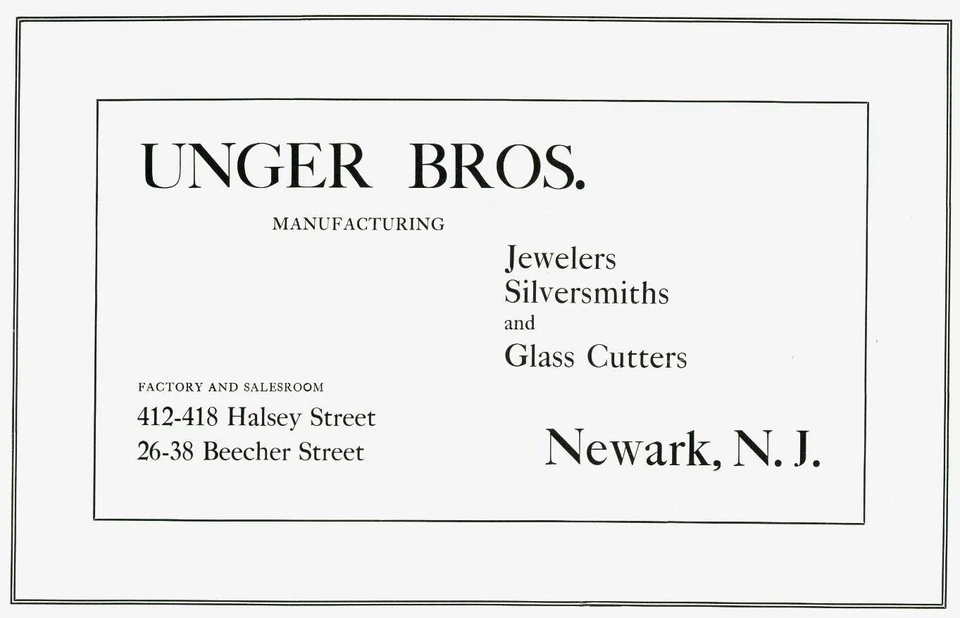 UNGER BROS.
MANUFACTURING
Jewelers
Silversmiths
and
Glass Cutters
FACTORY AND SALESROOM
412-418 Halsey Street
26-38 Beecher Street
Newark, N. J.